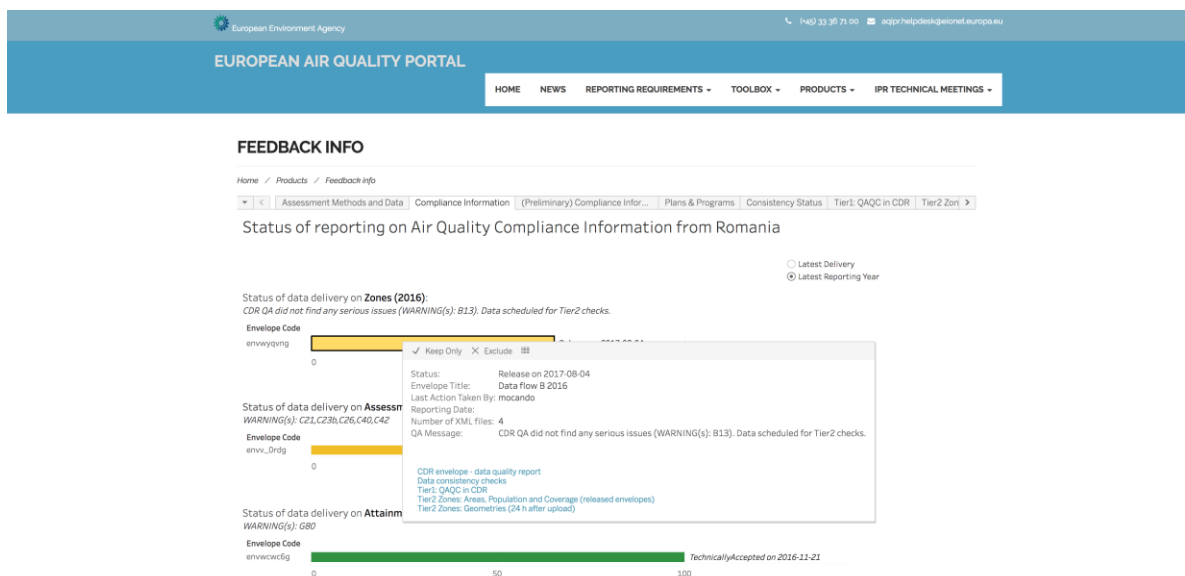 European Environment Agency
(+45) 33 36 71 00 aqipr.helpdesk@eionet.europa.eu
EUROPEAN AIR QUALITY PORTAL
HOME NEWS REPORTING REQUIREMENTS TOOLBOX PRODUCTS IPR TECHNICAL MEETINGS
FEEDBACK INFO
Home / Products / Feedback info
Assessment Methods and Data Compliance Information (Preliminary) Compliance Infor... Plans & Programs Consistency Status Tier1: QAQC in CDR Tier2 Zon
Status of reporting on Air Quality Compliance Information from Romania
Latest Delivery
Latest Reporting Year
Status of data delivery on Zones (2016):
CDR QA did not find any serious issues (WARNING(s): B13). Data scheduled for Tier2 checks.
Envelope Code
envwyqvng
0
Keep Only Exclude
Status: Release on 2017-08-04
Envelope Title: Data flow B 2016
Last Action Taken By: mocando
Reporting Date:
Number of XML files: 4
QA Message: CDR QA did not find any serious issues (WARNING(s): B13). Data scheduled for Tier2 checks.
CDR envelope - data quality report
Data consistency checks
Tier1: QAQC in CDR
Tier2 Zones: Areas, Population and Coverage (released envelopes)
Tier2 Zones: Geometries (24 h after upload)
Status of data delivery on Assessm
WARNING(s): C21,C23b,C26,C40,C42
Envelope Code
envv_0rdg
0
Status of data delivery on Attainm
WARNING(s): G80
Envelope Code
envwcwc6g
TechnicallyAccepted on 2016-11-21
0 50 100